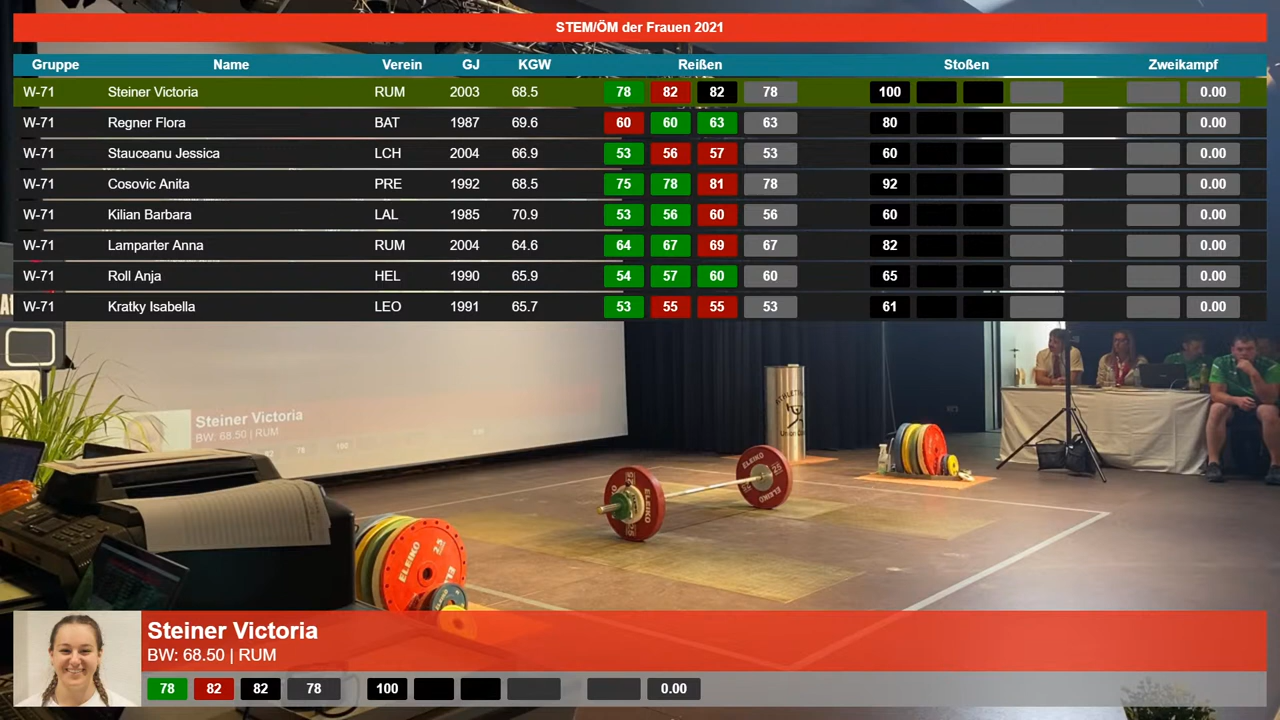 STEM/ÖM der Frauen 2021
Gruppe Name Verein GJ KGW Reißen Stoßen Zweikampf
W-71 Steiner Victoria RUM 2003 68.5 78 82 82 78 100 0.00
W-71 Regner Flora BAT 1987 69.6 60 60 63 63 80 0.00
W-71 Stauceanu Jessica LCH 2004 66.9 53 56 57 53 60 0.00
W-71 Cosovic Anita PRE 1992 68.5 75 78 81 78 92 0.00
W-71 Kilian Barbara LAL 1985 70.9 53 56 60 56 60 0.00
W-71 Lamparter Anna RUM 2004 64.6 64 67 69 67 82 0.00
W-71 Roll Anja HEL 1990 65.9 54 57 60 60 65 0.00
W-71 Kratky Isabella LEO 1991 65.7 53 55 55 53 61 0.00
Steiner Victoria
BW: 68.50 | RUM
78 100
ELEIKO
25
ELEIKO
25
ELEIKO
25
Union
Steiner Victoria
BW: 68.50 | RUM
78 82 82 78 100 0.00